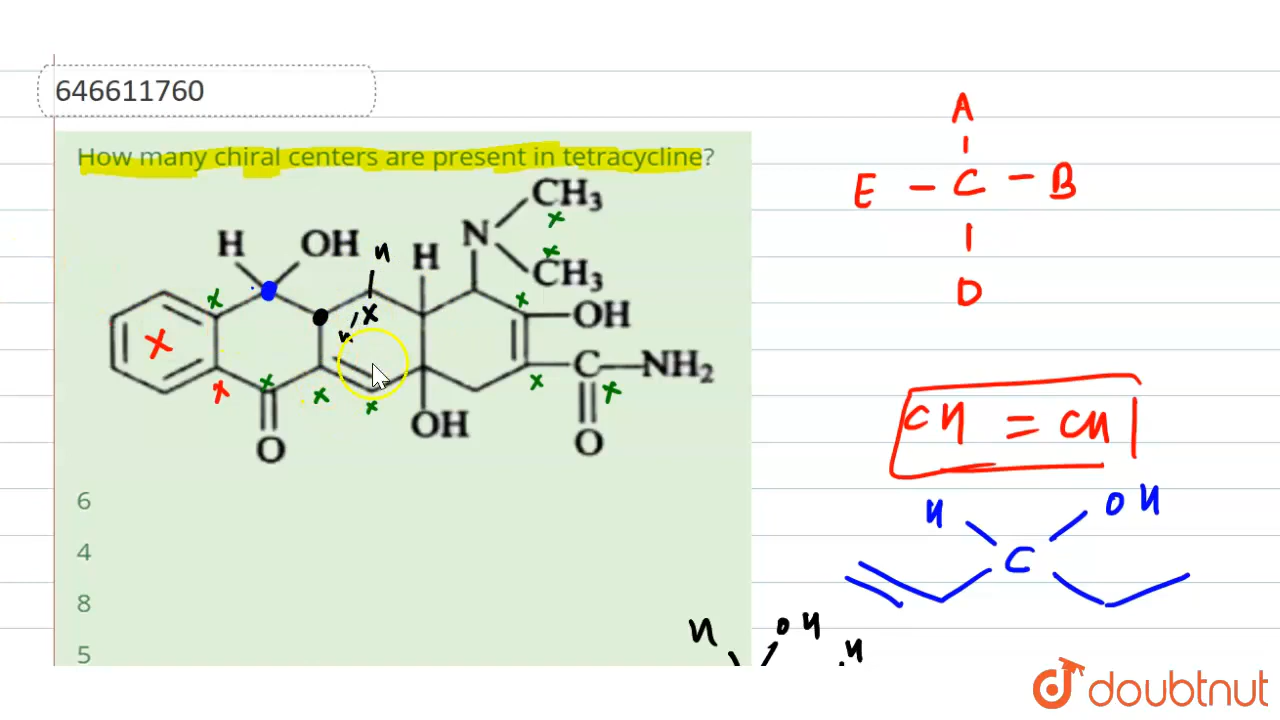 646611760
How many chiral centers are present in tetracycline?
CH3
N
H OH n H
CH3
x x
x x x OH
x n
x x x C NH2
x x x x x
OH O
O
6
4
8
5
A
E - C - B
D
CH = CH
H OH
C
H OH
H
doubtnut